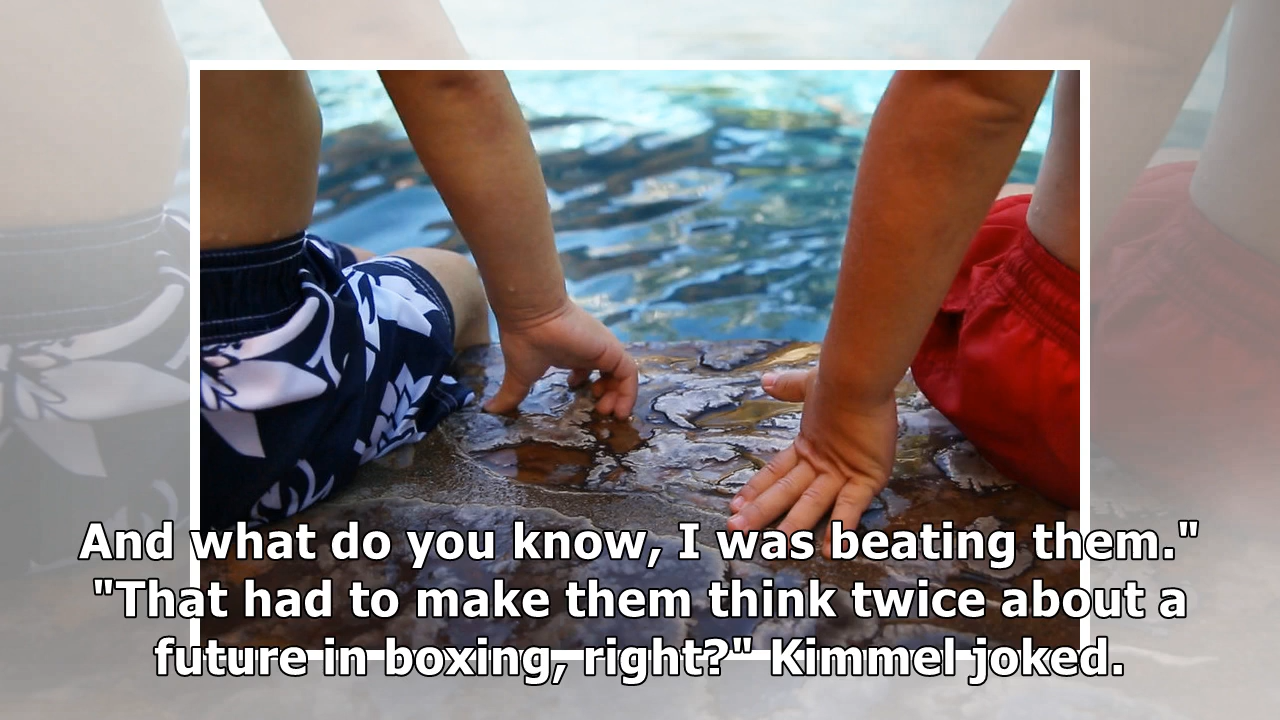 And what do you know, I was beating them."
"That had to make them think twice about a
future in boxing, right?" Kimmel joked.